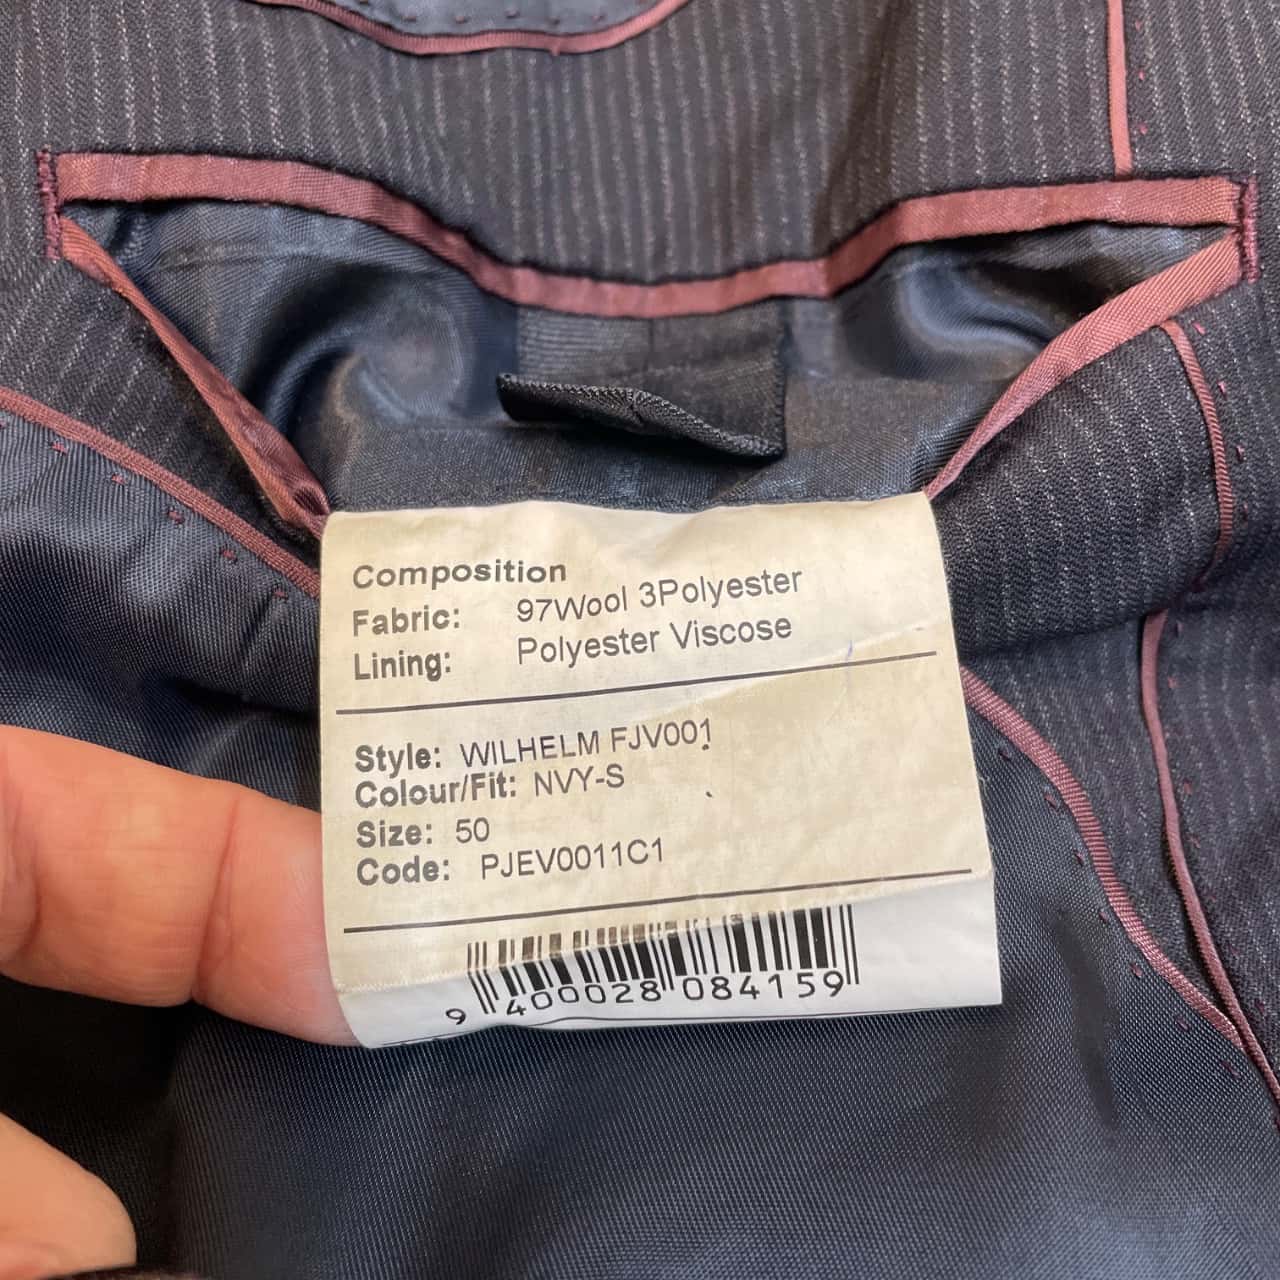 Composition
Fabric: 97Wool 3Polyester
Lining: Polyester Viscose
Style: WILHELM FJV001
Colour/Fit: NVY-S
Size: 50
Code: PJEV0011C1
9 400028 084159